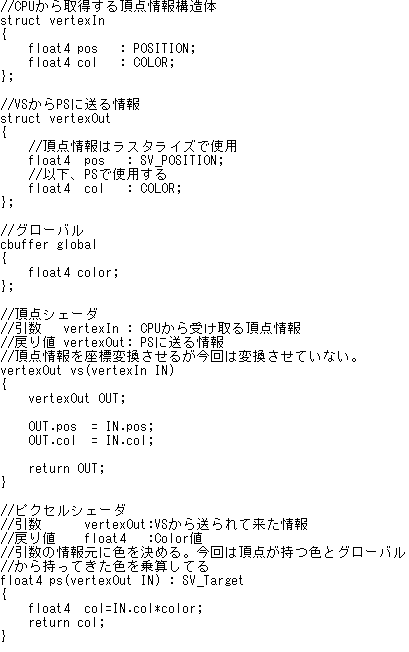 //CPUから取得する頂点情報構造体
struct vertexIn
{
    float4 pos   : POSITION;
    float4 col   : COLOR;
};

//VSからPSに送る情報
struct vertexOut
{
    //頂点情報はラスタライズで使用
    float4  pos   : SV_POSITION;
    //以下、PSで使用する
    float4  col   : COLOR;
};

//グローバル
cbuffer global
{
    float4 color;
};

//頂点シェーダ
//引数   vertexIn : CPUから受け取る頂点情報
//戻り値 vertexOut: PSに送る情報
//頂点情報を座標変換させるが今回は変換させていない。
vertexOut vs(vertexIn IN)
{
    vertexOut OUT;

    OUT.pos  = IN.pos;
    OUT.col  = IN.col;

    return OUT;
}

//ピクセルシェーダ
//引数      vertexOut:VSから送られて来た情報
//戻り値    float4   :Color値
//引数の情報元に色を決める。今回は頂点が持つ色とグローバル
//から持ってきた色を乗算してる
float4 ps(vertexOut IN) : SV_Target
{
    float4  col=IN.col*color;
    return col;
}